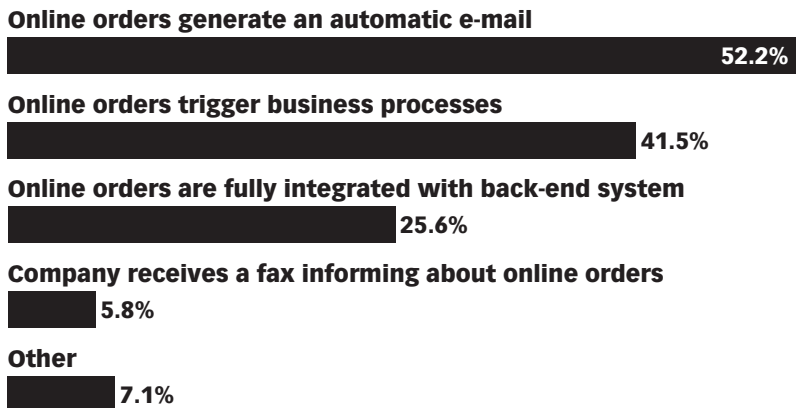 Online orders generate an automatic e-mail
52.2%
Online orders trigger business processes
41.5%
Online orders are fully integrated with back-end system
25.6%
Company receives a fax informing about online orders
5.8%
Other
7.1%